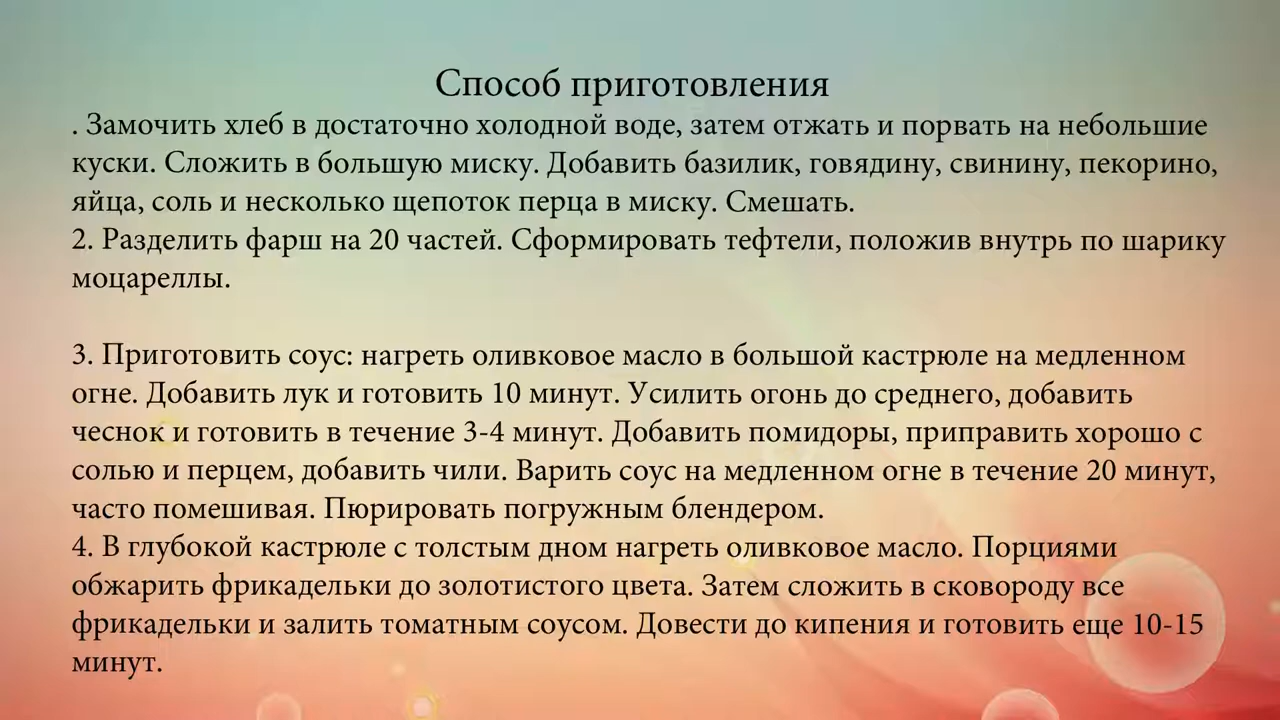 Способ приготовления
. Замочить хлеб в достаточно холодной воде, затем отжать и порвать на небольшие
куски. Сложить в большую миску. Добавить базилик, говядину, свинину, пекорино,
яйца, соль и несколько щепоток перца в миску. Смешать.
2. Разделить фарш на 20 частей. Сформировать тефтели, положив внутрь по шарику
моцареллы.
3. Приготовить соус: нагреть оливковое масло в большой кастрюле на медленном
огне. Добавить лук и готовить 10 минут. Усилить огонь до среднего, добавить
чеснок и готовить в течение 3-4 минут. Добавить помидоры, приправить хорошо с
солью и перцем, добавить чили. Варить соус на медленном огне в течение 20 минут,
часто помешивая. Пюрировать погружным блендером.
4. В глубокой кастрюле с толстым дном нагреть оливковое масло. Порциями
обжарить фрикадельки до золотистого цвета. Затем сложить в сковороду все
фрикадельки и залить томатным соусом. Довести до кипения и готовить еще 10-15
минут.